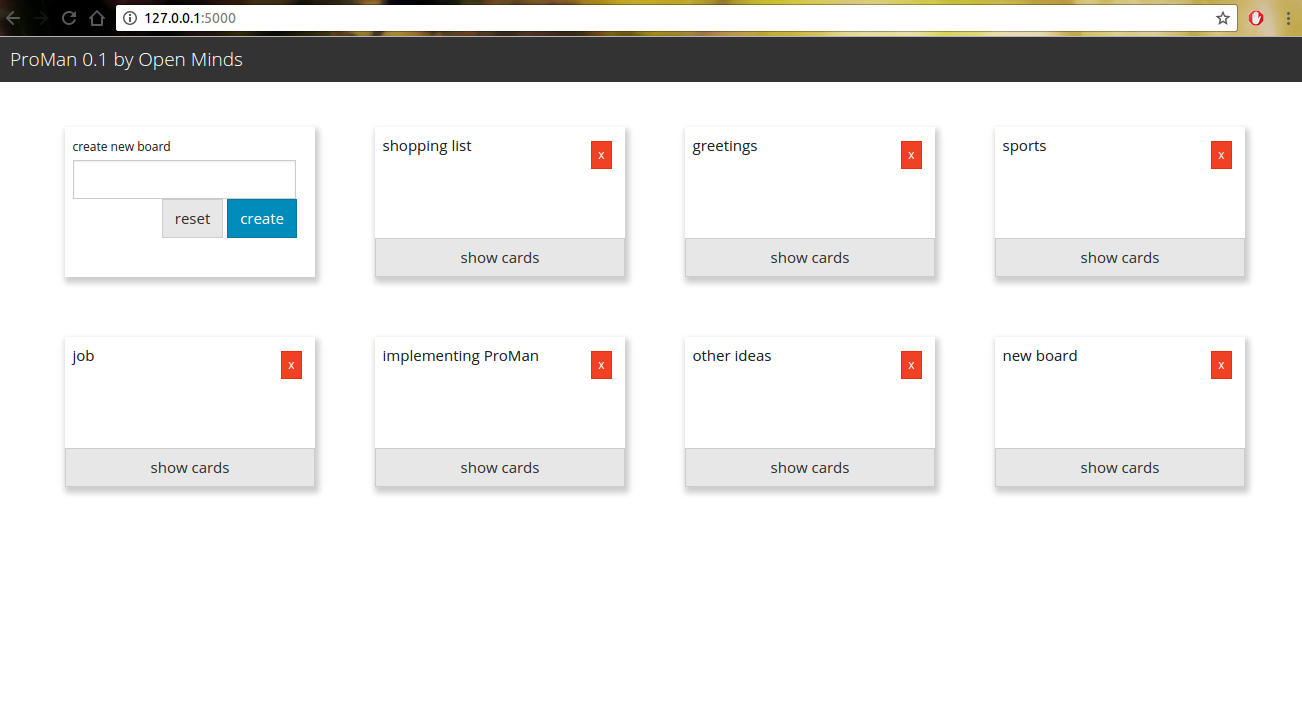 127.0.0.1:5000
ProMan 0.1 by Open Minds
create new board
reset create
shopping list x
show cards
greetings x
show cards
sports x
show cards
job x
show cards
implementing ProMan x
show cards
other ideas x
show cards
new board x
show cards